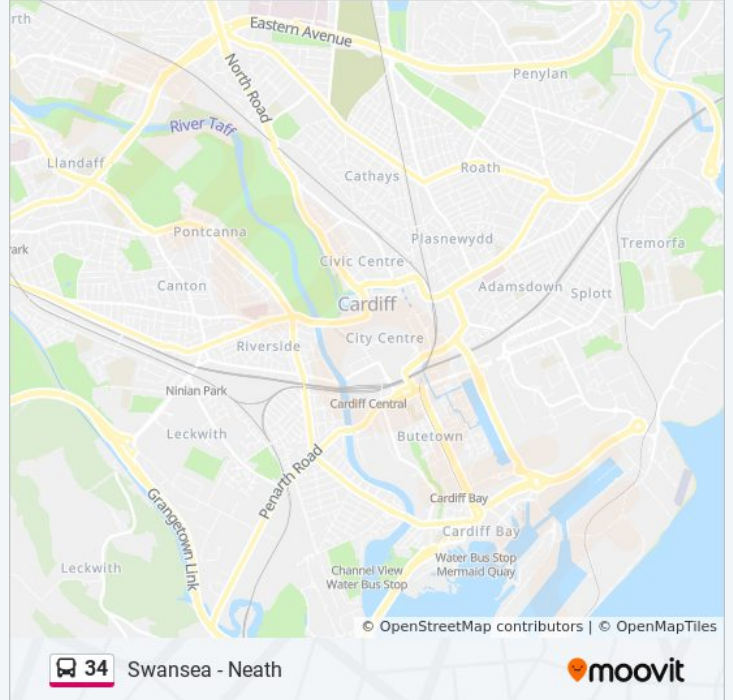 rth
Eastern Avenue
North Road
Penylan
River Taff
Llandaff
Cathays
Roath
Pontcanna
Plasnewydd
Tremorfa
ark
Civic Centre
Canton
Adamsdown
Splott
Cardiff
City Centre
Riverside
Ninian Park
Cardiff Central
Leckwith
Butetown
Penarth Road
Grangetown Link
Cardiff Bay
Cardiff Bay
Water Bus Stop
Mermaid Quay
Leckwith
Channel View
Water Bus Stop
© OpenStreetMap contributors | © OpenMapTiles
34 Swansea - Neath
moovit